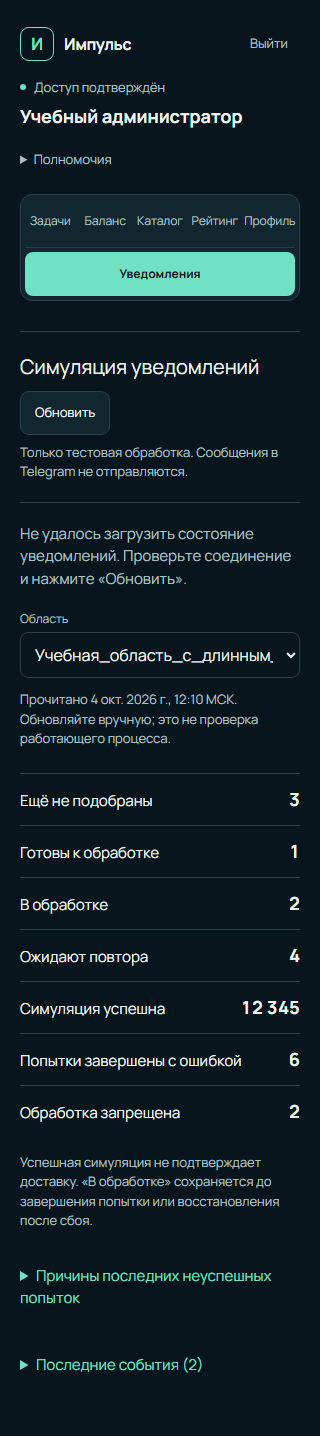 И Импульс Выйти
Доступ подтверждён
Учебный администратор
Полномочия
Задачи Баланс Каталог Рейтинг Профиль
Уведомления
Симуляция уведомлений
Обновить
Только тестовая обработка. Сообщения в
Telegram не отправляются.
Не удалось загрузить состояние
уведомлений. Проверьте соединение
и нажмите «Обновить».
Область
Учебная_область_с_длинным_
Прочитано 4 окт. 2026 г., 12:10 МСК.
Обновляйте вручную; это не проверка
работающего процесса.
Ещё не подобраны 3
Готовы к обработке 1
В обработке 2
Ожидают повтора 4
Симуляция успешна 12 345
Попытки завершены с ошибкой 6
Обработка запрещена 2
Успешная симуляция не подтверждает
доставку. «В обработке» сохраняется до
завершения попытки или восстановления
после сбоя.
Причины последних неуспешных
попыток
Последние события (2)